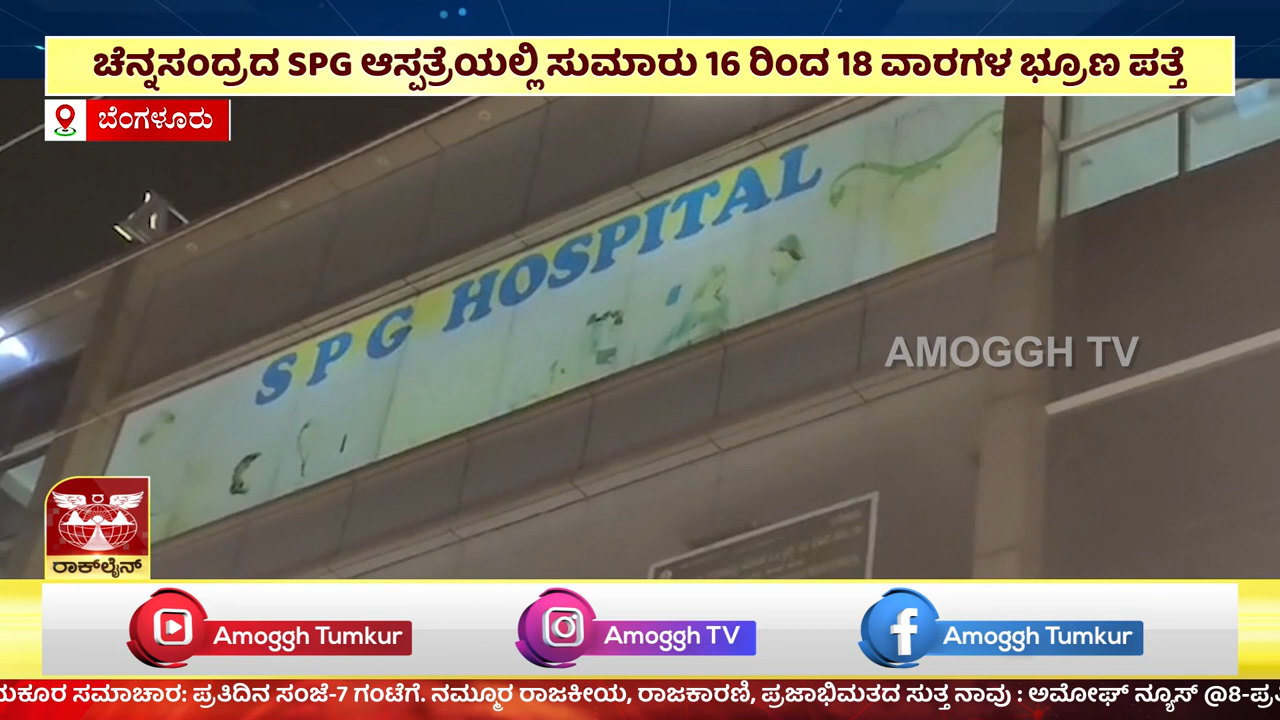 ಚೆನ್ನಸಂದ್ರದ SPG ಆಸ್ಪತ್ರೆಯಲ್ಲಿ ಸುಮಾರು 16 ರಿಂದ 18 ವಾರಗಳ ಭ್ರೂಣ ಪತ್ತೆ
ಬೆಂಗಳೂರು
SPG HOSPITAL
AMOGGH TV
ರಾಕ್‌ಲೈನ್
Amoggh Tumkur
Amoggh TV
Amoggh Tumkur
ಸಮಾಚಾರ: ಪ್ರತಿದಿನ ಸಂಜೆ-7 ಗಂಟೆಗೆ. ನಮ್ಮೂರ ರಾಜಕೀಯ, ರಾಜಕಾರಣಿ, ಪ್ರಜಾಭಿಮತದ ಸುತ್ತ ನಾವು : ಅಮೋಘ್ ನ್ಯೂಸ್ @8-ಪ್ರತಿ